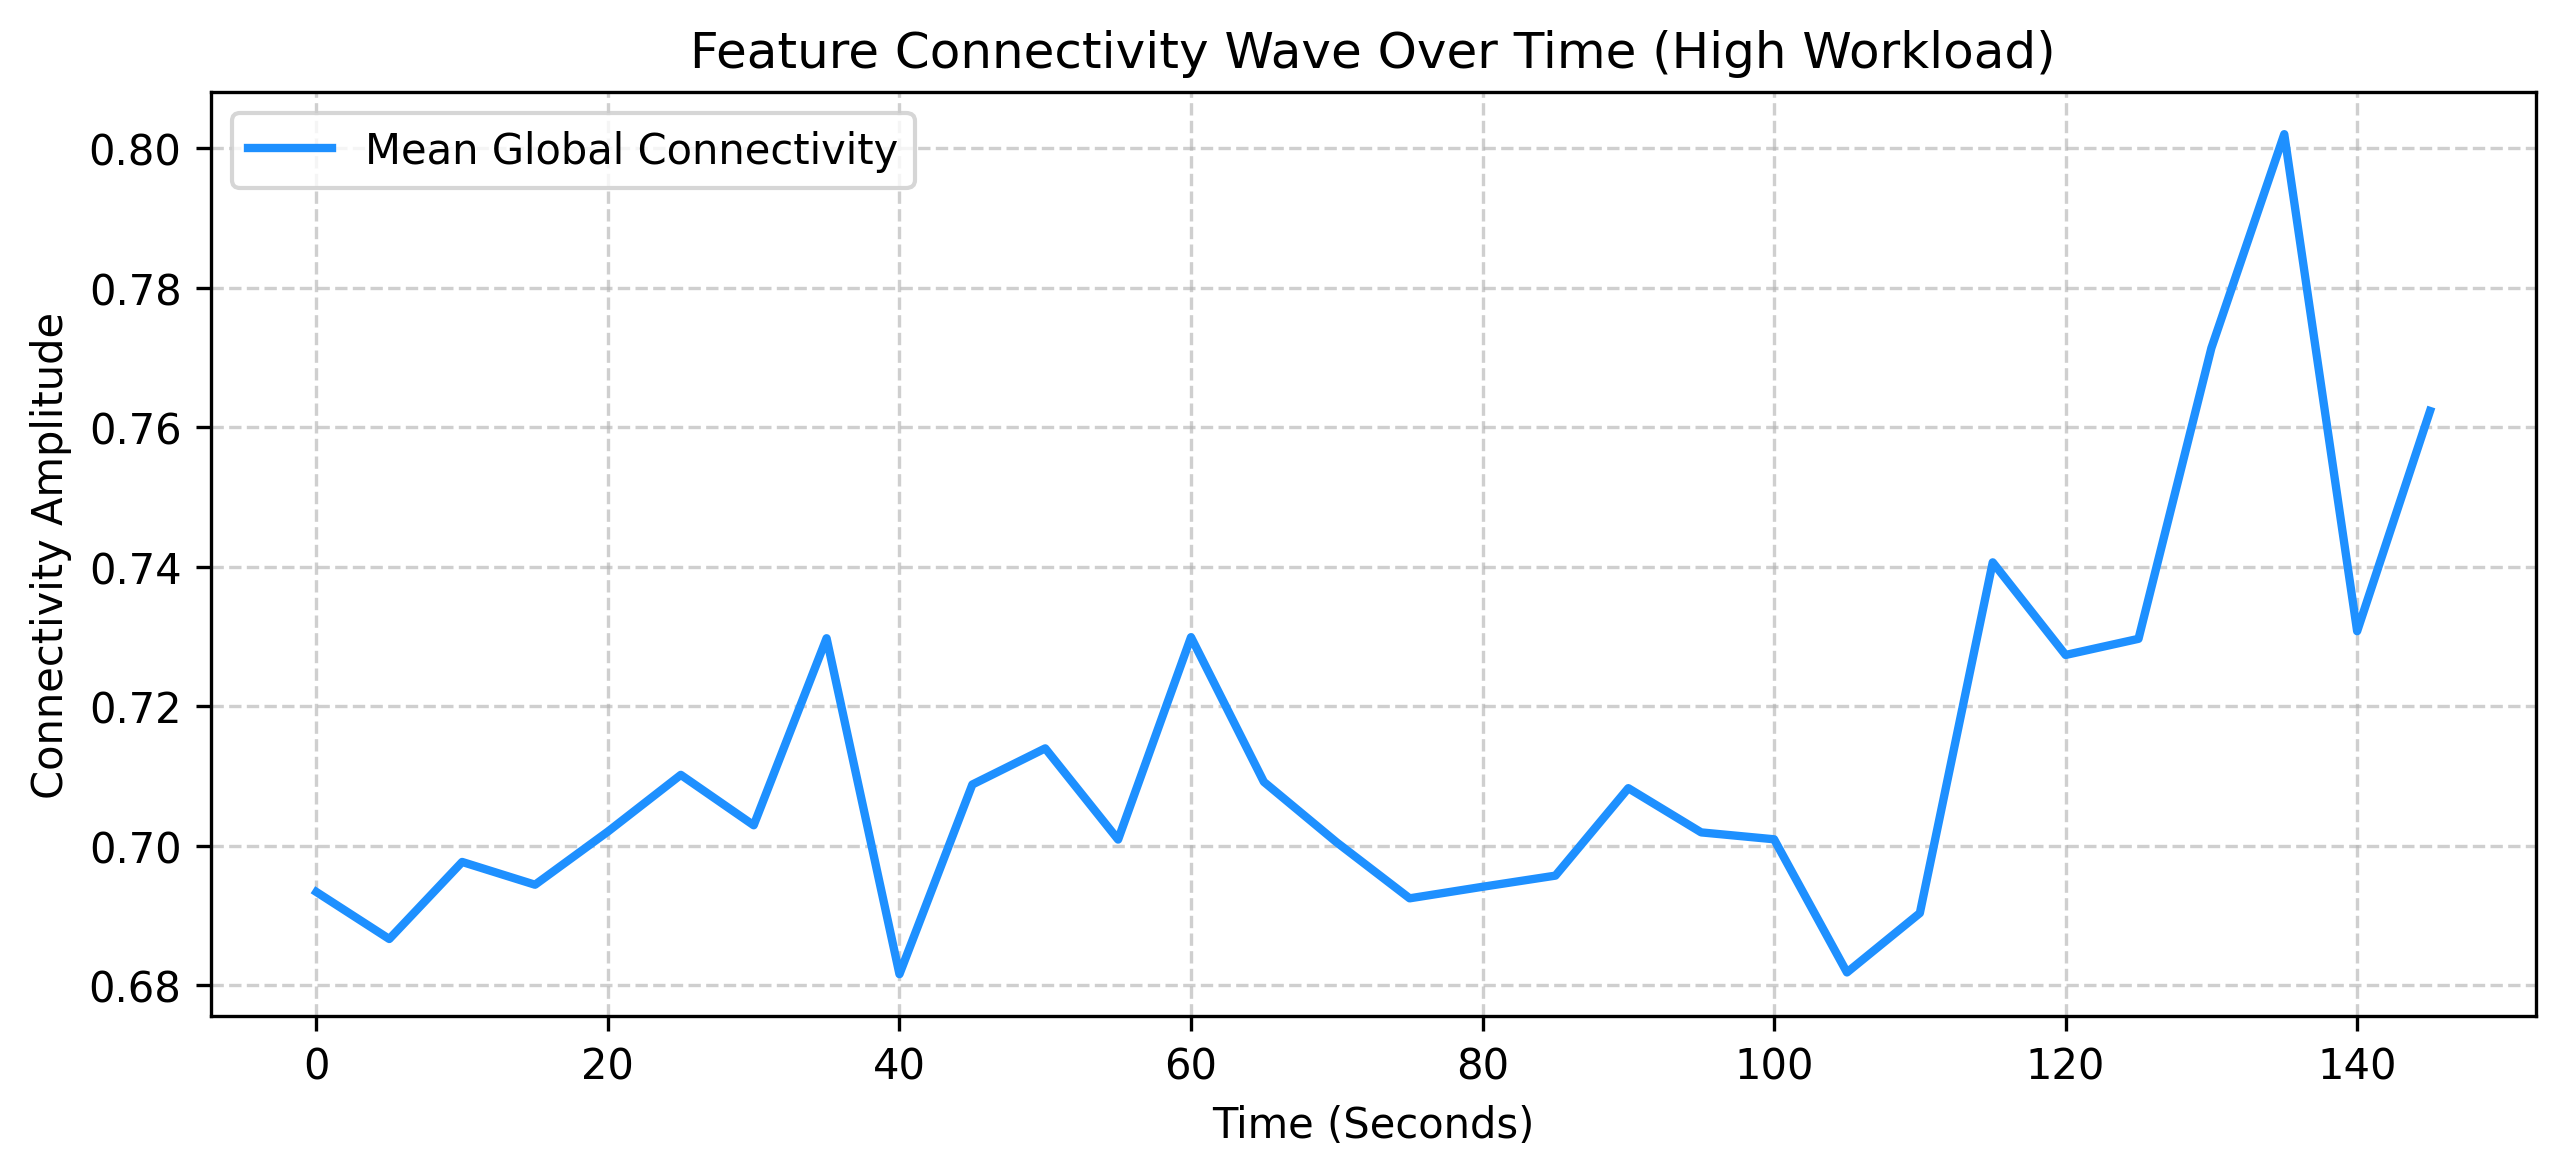 Feature Connectivity Wave Over Time (High Workload)
Mean Global Connectivity
Connectivity Amplitude
0.80
0.78
0.76
0.74
0.72
0.70
0.68
0 20 40 60 80 100 120 140
Time (Seconds)